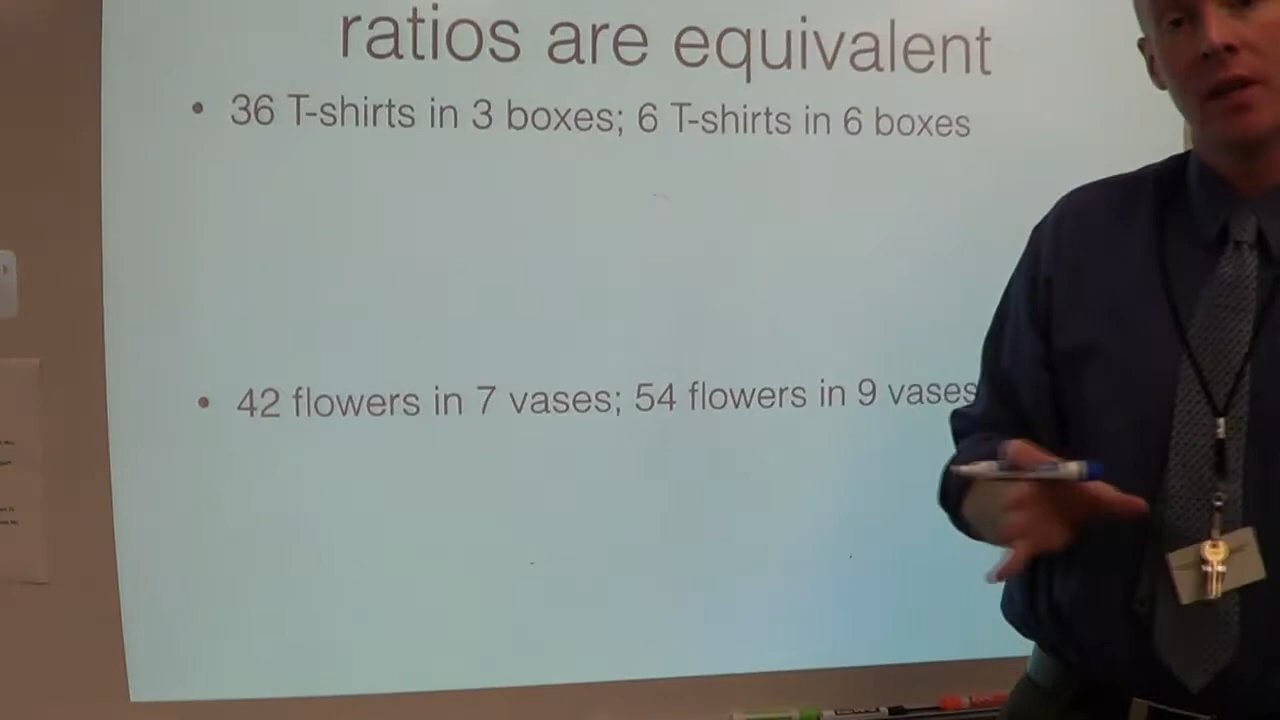 ratios are equivalent
• 36 T-shirts in 3 boxes; 6 T-shirts in 6 boxes
• 42 flowers in 7 vases; 54 flowers in 9 vases